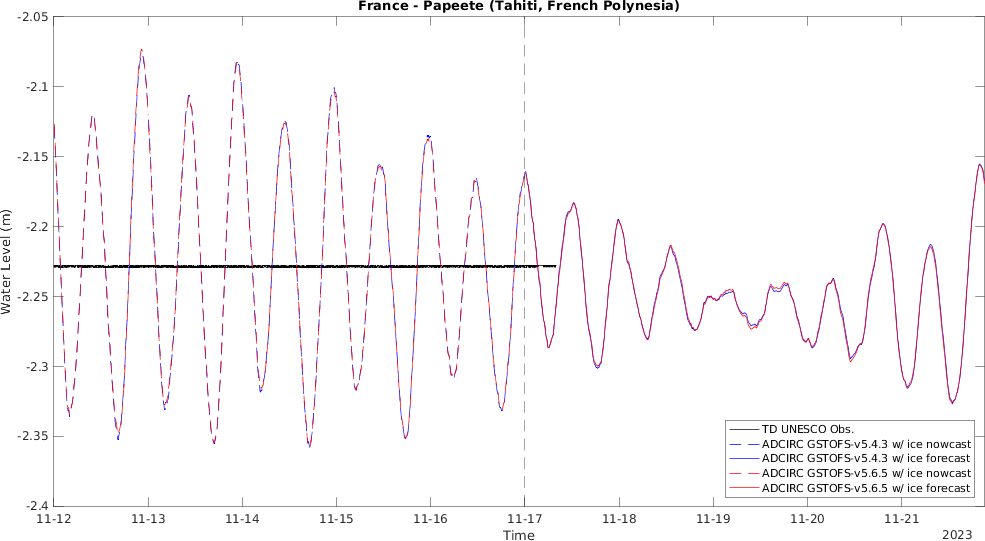 France - Papeete (Tahiti, French Polynesia)
-2.05
-2.1
-2.15
-2.2
-2.25
-2.3
-2.35
-2.4
Water Level (m)
11-12 11-13 11-14 11-15 11-16 11-17 11-18 11-19 11-20 11-21
Time
2023
TD UNESCO Obs.
ADCIRC GSTOFS-v5.4.3 w/ ice nowcast
ADCIRC GSTOFS-v5.4.3 w/ ice forecast
ADCIRC GSTOFS-v5.6.5 w/ ice nowcast
ADCIRC GSTOFS-v5.6.5 w/ ice forecast